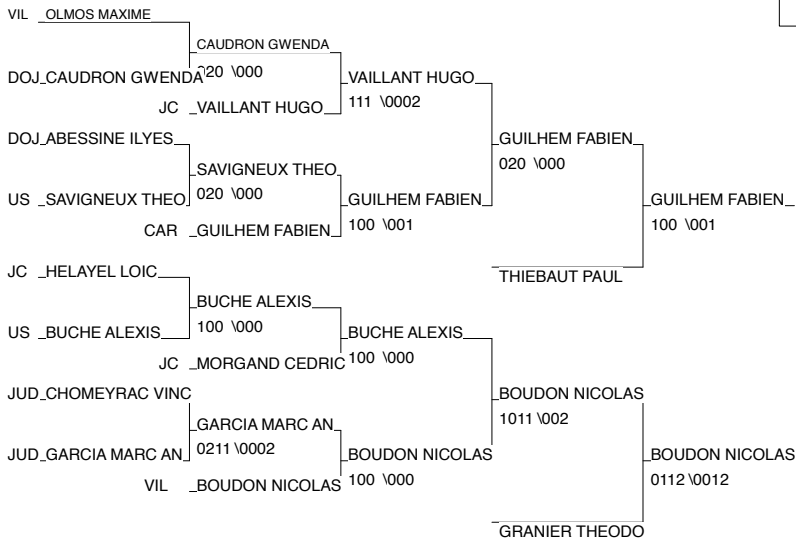 VIL OLMOS MAXIME
CAUDRON GWENDA
DOJ CAUDRON GWENDA 020 \000 VAILLANT HUGO
JC VAILLANT HUGO 111 \0002
DOJ ABESSINE ILYES GUILHEM FABIEN
SAVIGNEUX THEO 020 \000
US SAVIGNEUX THEO 020 \000 GUILHEM FABIEN GUILHEM FABIEN
CAR GUILHEM FABIEN 100 \001 100 \001
JC HELAYEL LOIC THIEBAUT PAUL
BUCHE ALEXIS
US BUCHE ALEXIS 100 \000 BUCHE ALEXIS
JC MORGAND CEDRIC 100 \000
JUD CHOMEYRAC VINC BOUDON NICOLAS
GARCIA MARC AN 1011 \002
JUD GARCIA MARC AN 0211 \0002 BOUDON NICOLAS BOUDON NICOLAS
VIL BOUDON NICOLAS 100 \000 0112 \0012
GRANIER THEODO